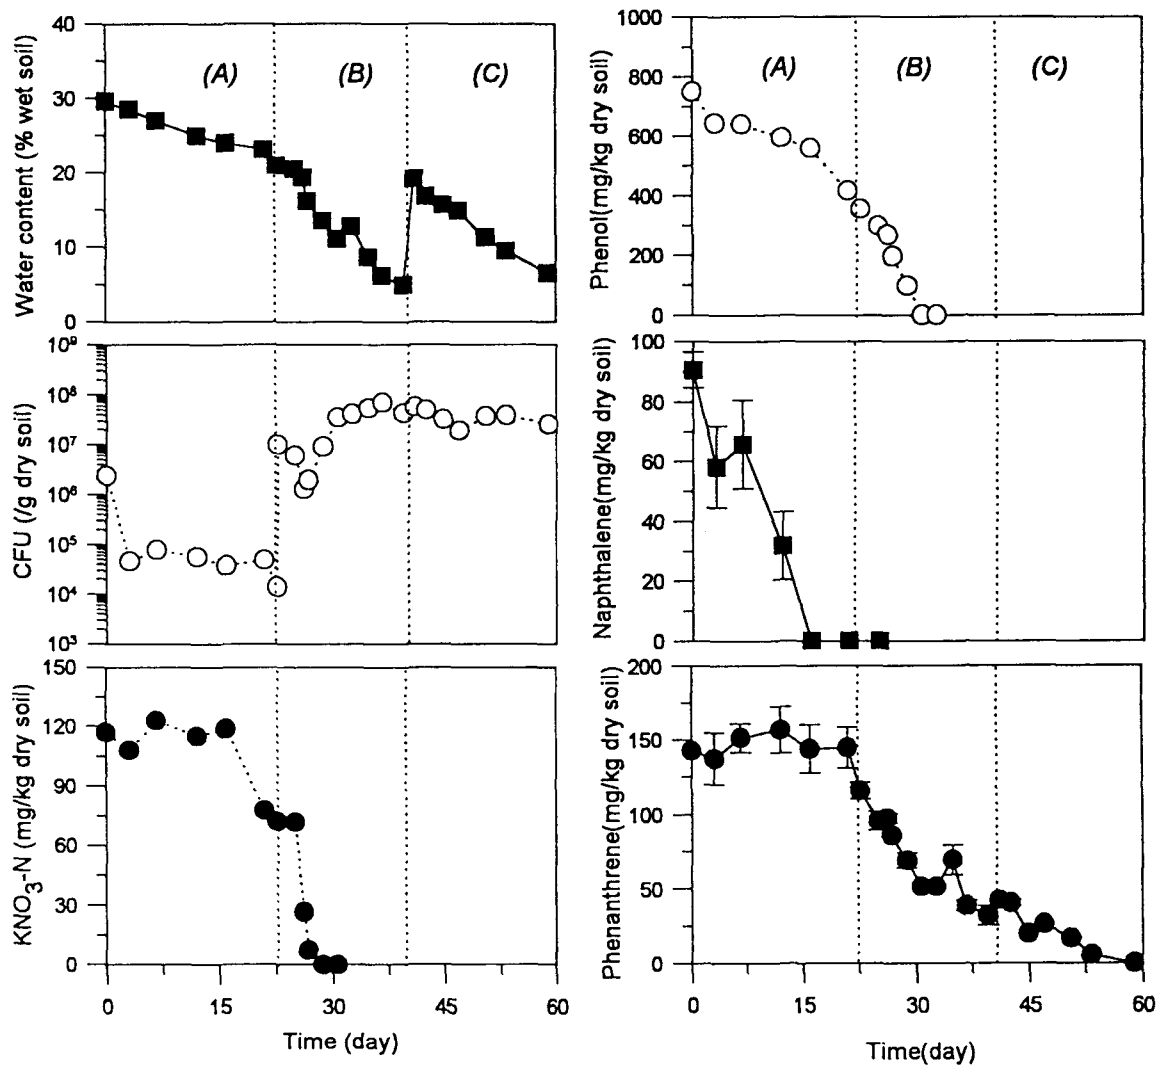 Water content (% wet soil)
40
30
20
10
0
(A)
(B)
(C)
Phenol(mg/kg dry soil)
1000
800
600
400
200
0
(A)
(B)
(C)
CFU (/g dry soil)
10⁹
10⁸
10⁷
10⁶
10⁵
10⁴
10³
Naphthalene(mg/kg dry soil)
100
80
60
40
20
0
KNO₃-N (mg/kg dry soil)
150
120
90
60
30
0
0 15 30 45 60
Time (day)
Phenanthrene(mg/kg dry soil)
200
150
100
50
0
0 15 30 45 60
Time(day)